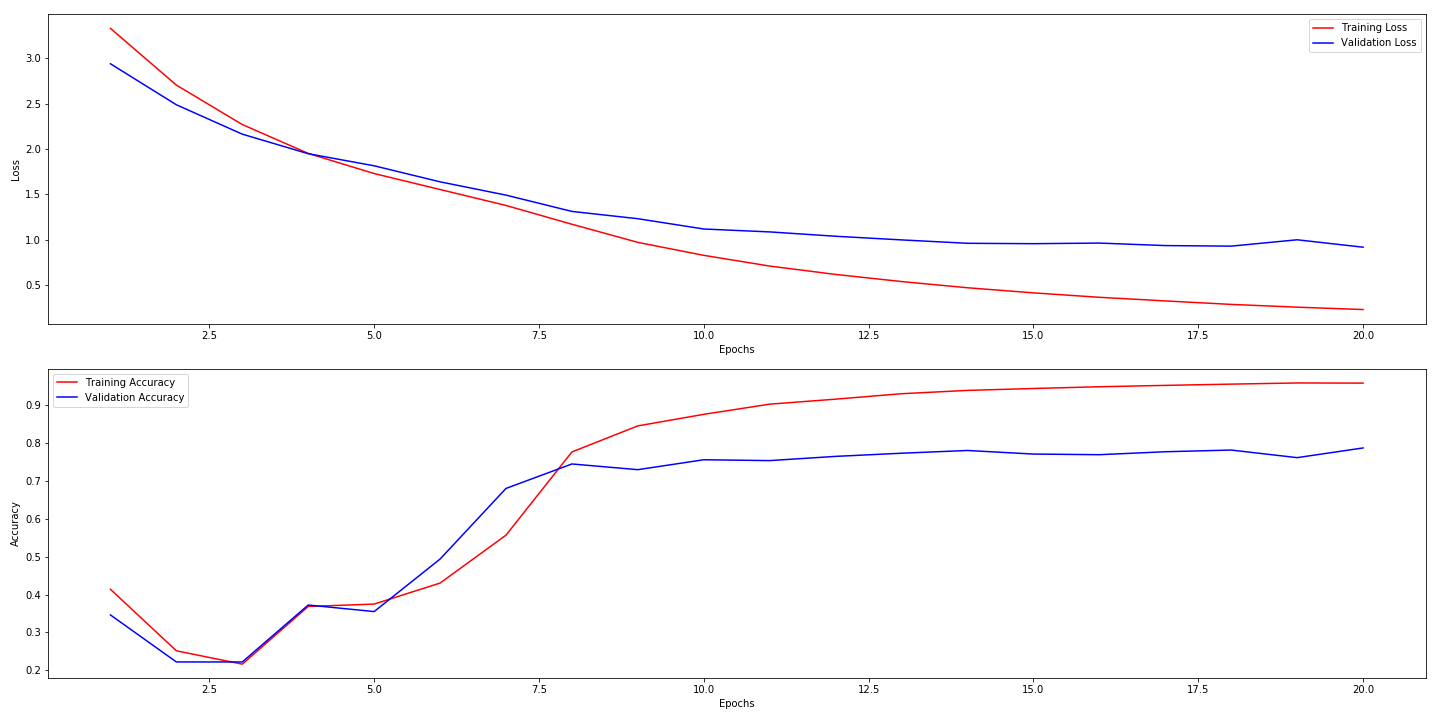 Training Loss
Validation Loss
3.0
2.5
2.0
1.5
1.0
0.5
Loss
2.5 5.0 7.5 10.0 12.5 15.0 17.5 20.0
Epochs
Training Accuracy
Validation Accuracy
0.9
0.8
0.7
0.6
0.5
0.4
0.3
0.2
Accuracy
2.5 5.0 7.5 10.0 12.5 15.0 17.5 20.0
Epochs